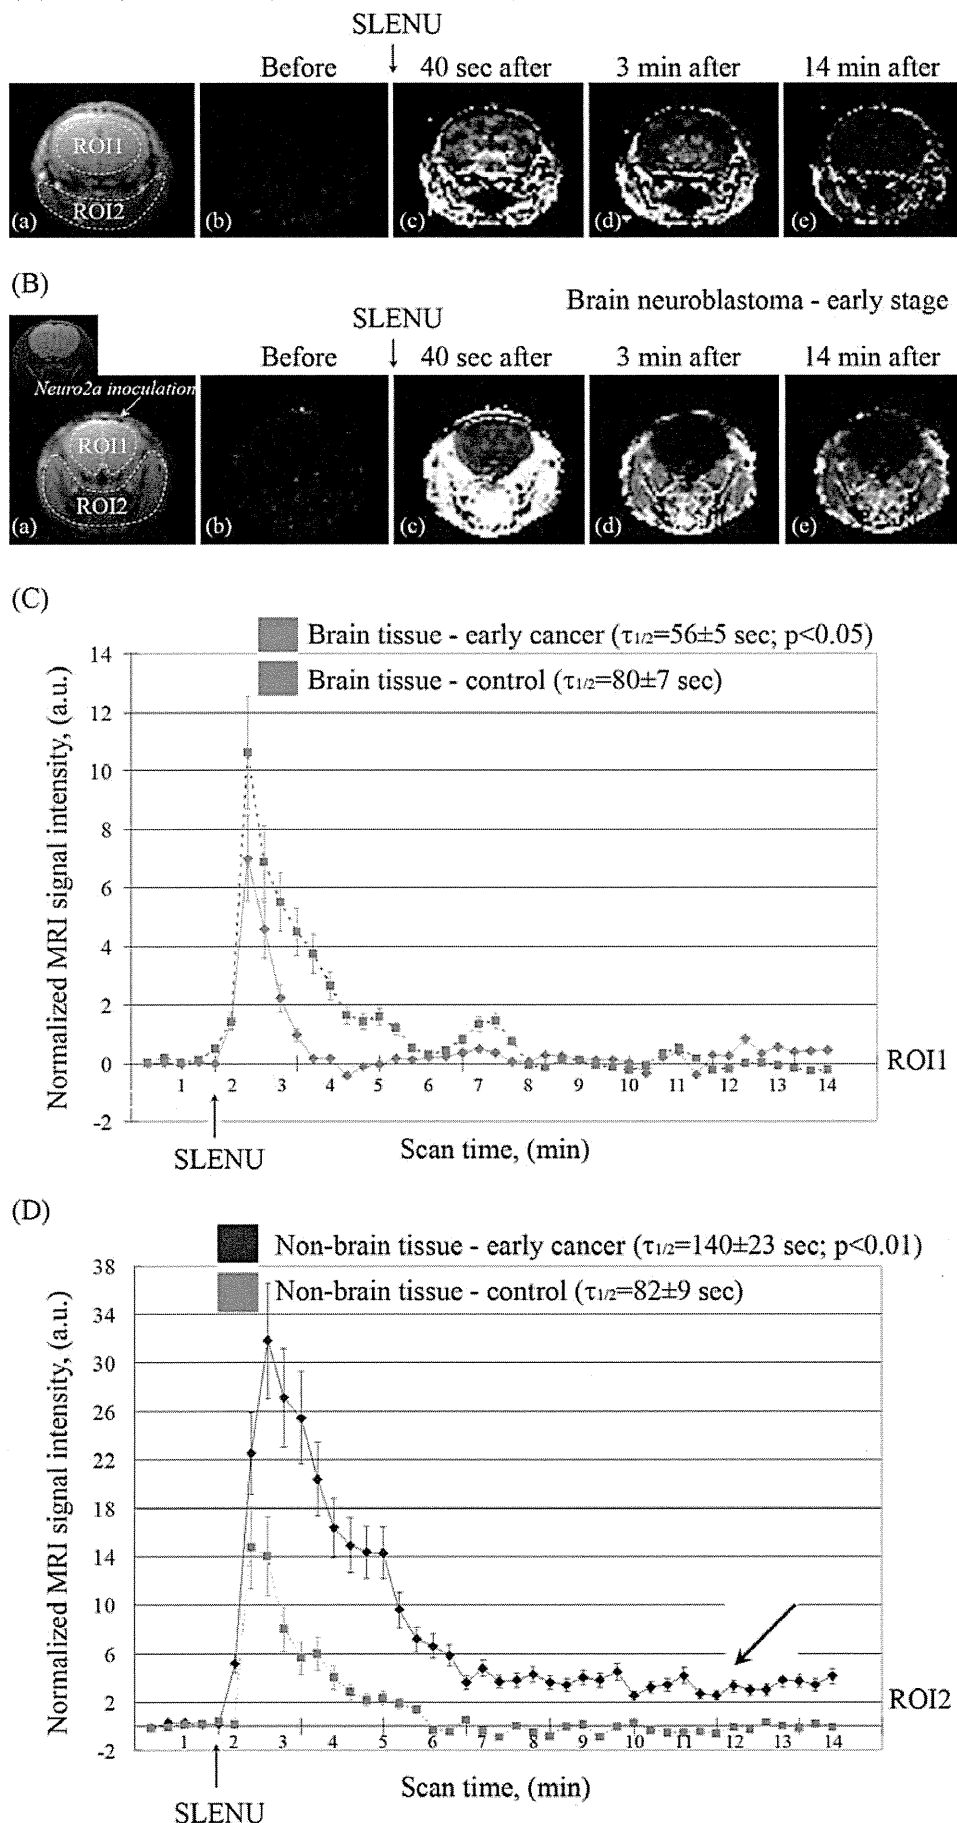 SLENU
Before 40 sec after 3 min after 14 min after
ROI1
ROI2
(a) (b) (c) (d) (e)
(B)
Brain neuroblastoma - early stage
SLENU
Before 40 sec after 3 min after 14 min after
Neuro2a inoculation
ROI1
ROI2
(a) (b) (c) (d) (e)
(C)
Brain tissue - early cancer (τ1/2=56±5 sec; p<0.05)
Brain tissue - control (τ1/2=80±7 sec)
Normalized MRI signal intensity, (a.u.)
14
12
10
8
6
4
2
0
-2
1 2 3 4 5 6 7 8 9 10 11 12 13 14
ROI1
SLENU
Scan time, (min)
(D)
Non-brain tissue - early cancer (τ1/2=140±23 sec; p<0.01)
Non-brain tissue - control (τ1/2=82±9 sec)
Normalized MRI signal intensity, (a.u.)
38
34
30
26
22
18
14
10
6
2
-2
1 2 3 4 5 6 7 8 9 10 11 12 13 14
ROI2
SLENU
Scan time, (min)